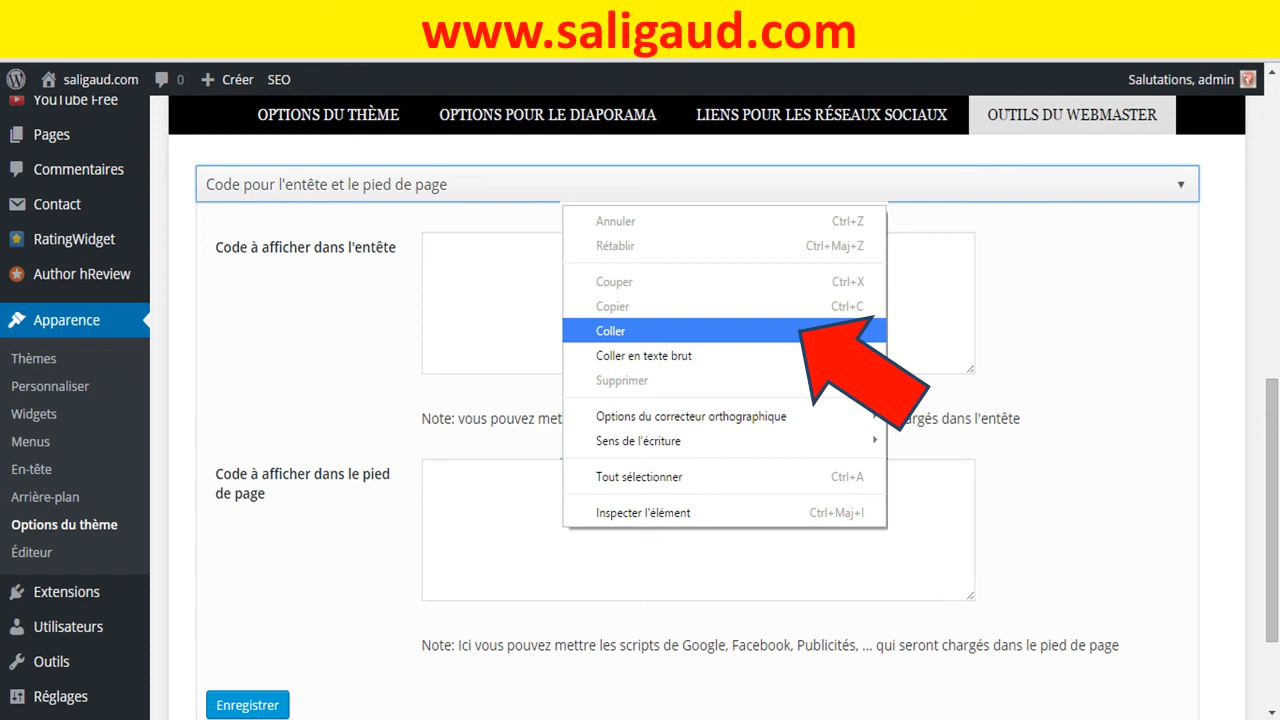 www.saligaud.com
saligaud.com 0 Créer SEO Salutations, admin
YouTube Free
Pages
Commentaires
Contact
RatingWidget
Author hReview
Apparence
Thèmes
Personnaliser
Widgets
Menus
En-tête
Arrière-plan
Options du thème
Éditeur
Extensions
Utilisateurs
Outils
Réglages
OPTIONS DU THÈME OPTIONS POUR LE DIAPORAMA LIENS POUR LES RÉSEAUX SOCIAUX OUTILS DU WEBMASTER
Code pour l'entête et le pied de page
Code à afficher dans l'entête
Annuler Ctrl+Z
Rétablir Ctrl+Maj+Z
Couper Ctrl+X
Copier Ctrl+C
Coller
Coller en texte brut
Supprimer
Options du correcteur orthographique
Sens de l'écriture
Tout sélectionner Ctrl+A
Inspecter l'élément Ctrl+Maj+I
Note: vous pouvez dans l'entête
Code à afficher dans le pied
de page
Note: Ici vous pouvez mettre les scripts de Google, Facebook, Publicités, ... qui seront chargés dans le pied de page
Enregistrer